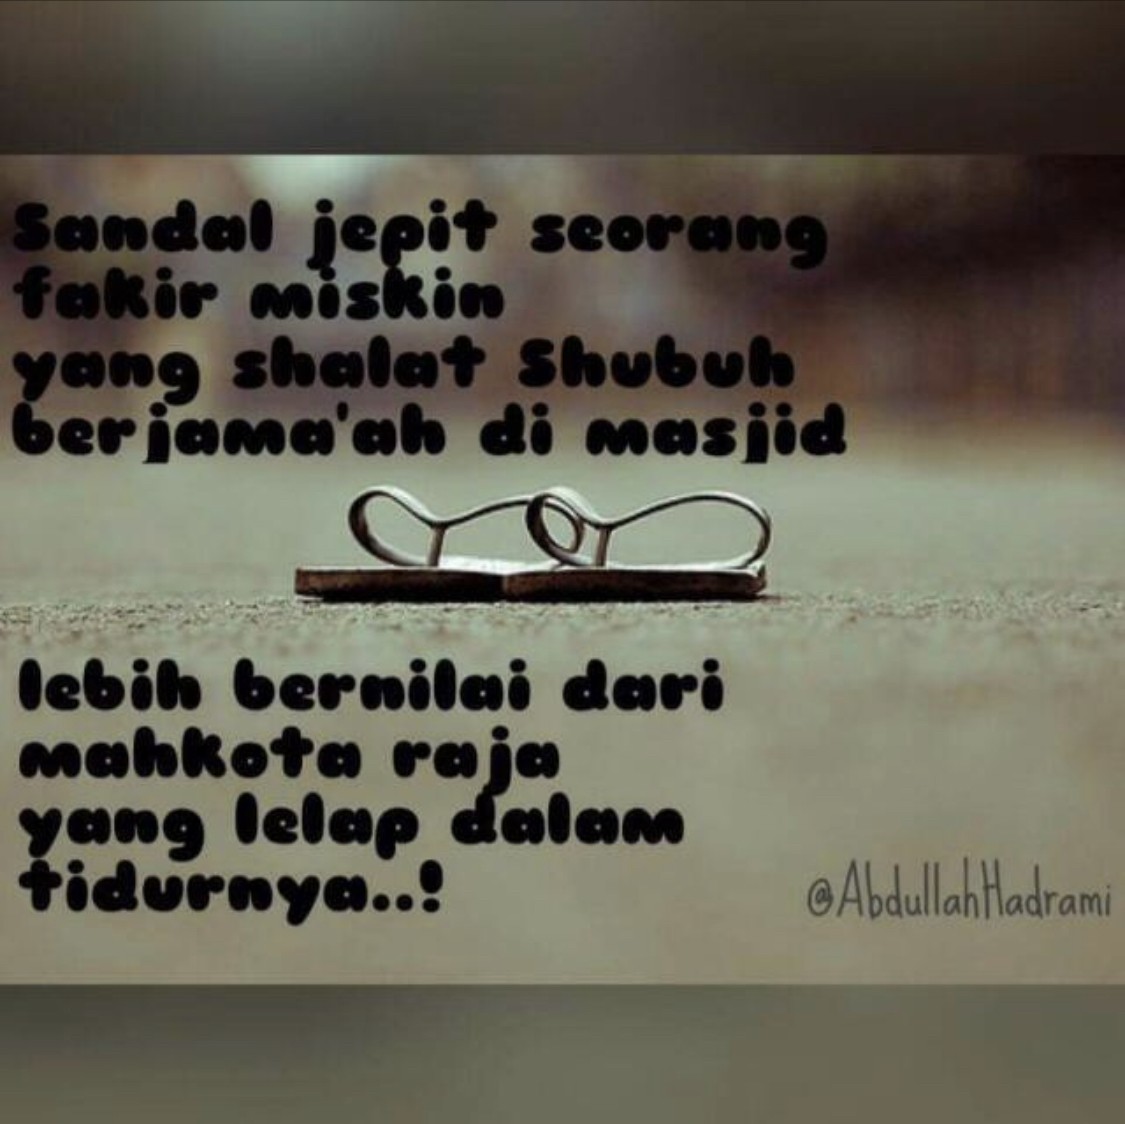 Sandal jepit seorang
fakir miskin
yang shalat Shubuh
berjama'ah di masjid
lebih bernilai dari
mahkota raja
yang lelap dalam
tidurnya..!
@AbdullahHadrami